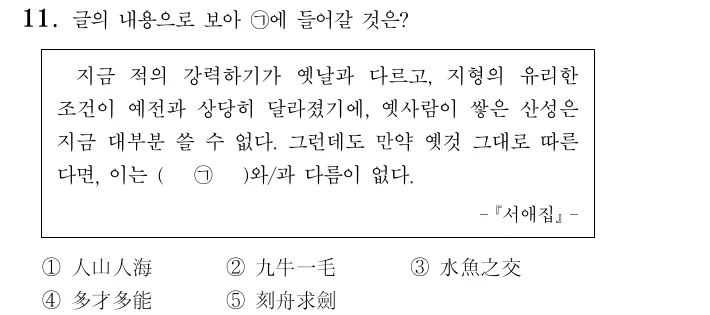 11. 글의 내용으로 보아 ㉠에 들어갈 것은?
지금 적의 강력하기가 옛날과 다르고, 지형의 유리한
조건이 예전과 상당히 달라졌기에, 옛사람이 쌓은 산성은
지금 대부분 쓸 수 없다. 그런데도 만약 옛것 그대로 따른
다면, 이는 ( ㉠ )와/과 다름이 없다.
-『서애집』-
① 人山人海 ② 九牛一毛 ③ 水魚之交
④ 多才多能 ⑤ 刻舟求劍